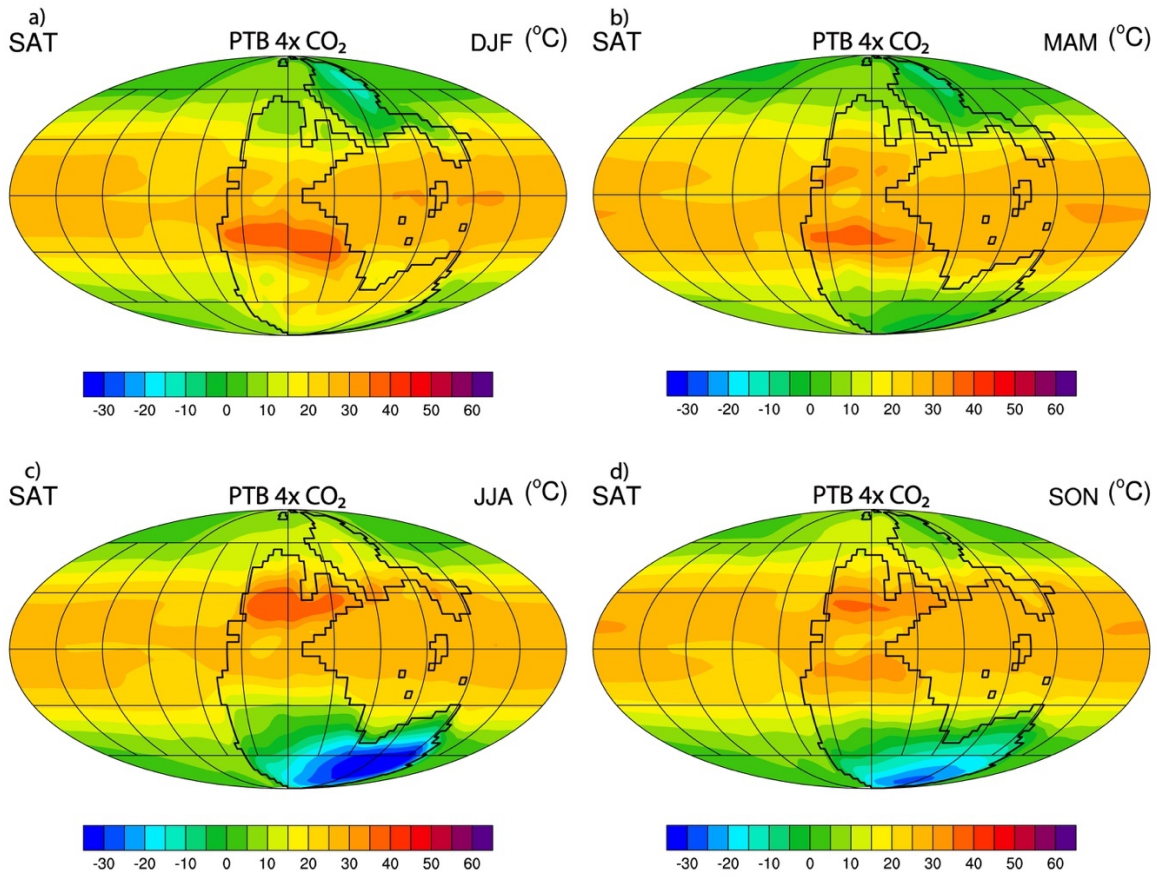 a)
SAT PTB 4x CO₂ DJF (°C)
-30 -20 -10 0 10 20 30 40 50 60
b)
SAT PTB 4x CO₂ MAM (°C)
-30 -20 -10 0 10 20 30 40 50 60
c)
SAT PTB 4x CO₂ JJA (°C)
-30 -20 -10 0 10 20 30 40 50 60
d)
SAT PTB 4x CO₂ SON (°C)
-30 -20 -10 0 10 20 30 40 50 60